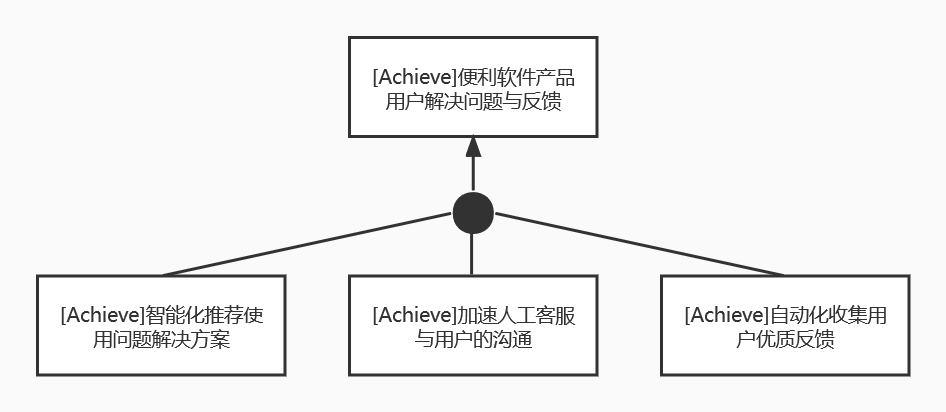 [Achieve]便利软件产品
用户解决问题与反馈
[Achieve]智能化推荐使
用问题解决方案
[Achieve]加速人工客服
与用户的沟通
[Achieve]自动化收集用
户优质反馈